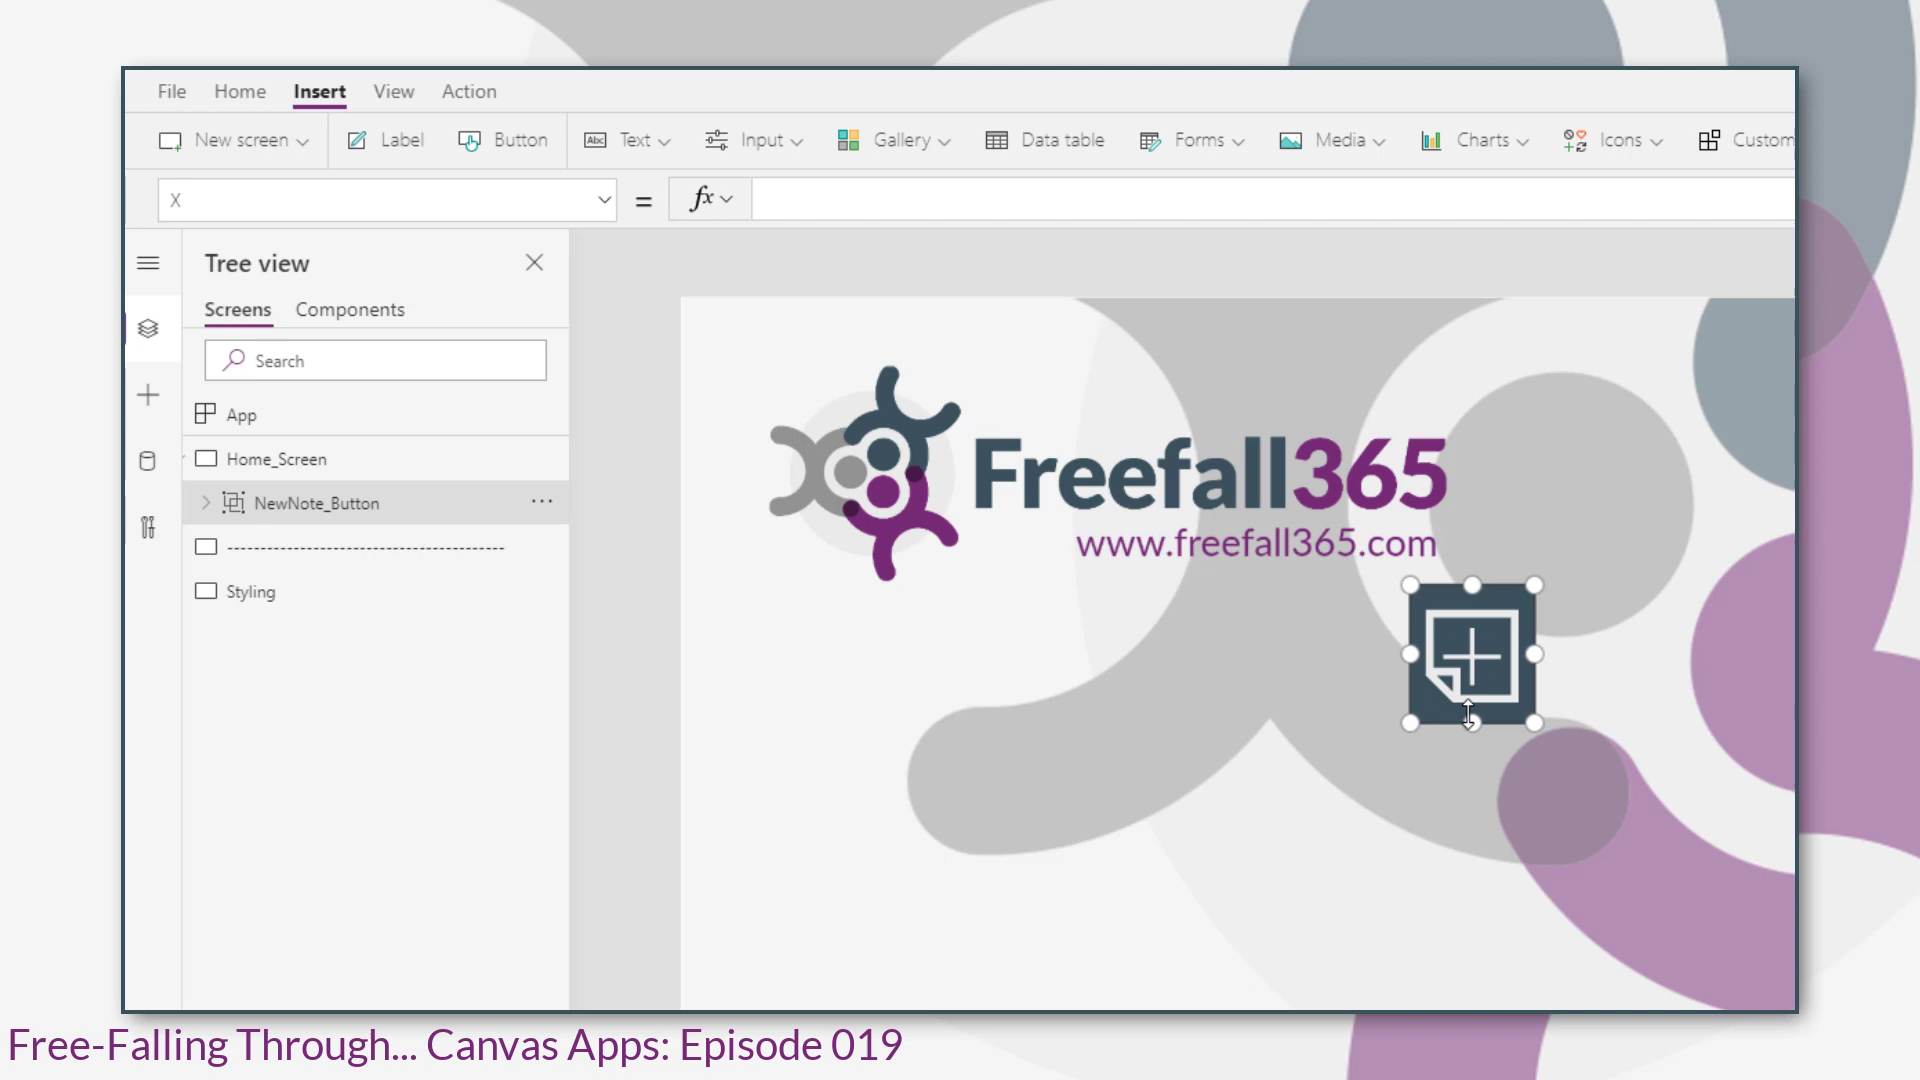 File Home Insert View Action
New screen Label Button Text Input Gallery Data table Forms Media Charts Icons Custom
X = fx
Tree view
Screens Components
Search
App
Home_Screen
NewNote_Button ...
------------------------------------------
Styling
Abc
Freefall365
www.freefall365.com
Free-Falling Through... Canvas Apps: Episode 019